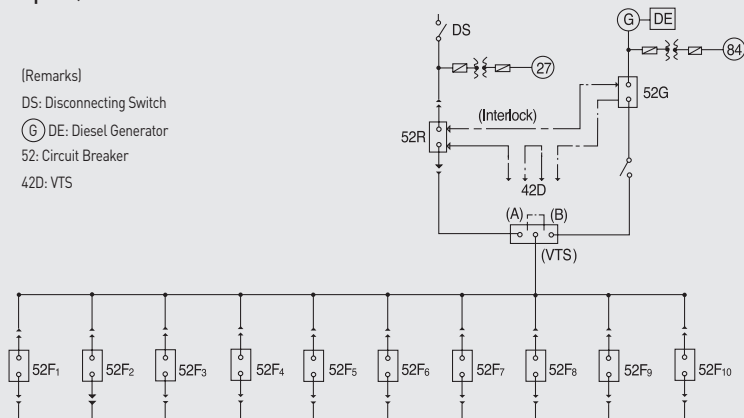 DS
G
DE
27
84
[Remarks]
DS: Disconnecting Switch
G DE: Diesel Generator
52: Circuit Breaker
42D: VTS
52G
(Interlock)
52R
42D
(A) (B)
(VTS)
52F1 52F2 52F3 52F4 52F5 52F6 52F7 52F8 52F9 52F10